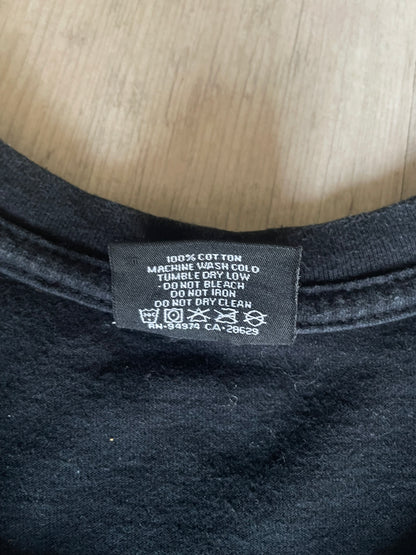 100% COTTON
MACHINE WASH COLD
TUMBLE DRY LOW
-DO NOT BLEACH
DO NOT IRON
DO NOT DRY CLEAN
RN-94974 CA-28629